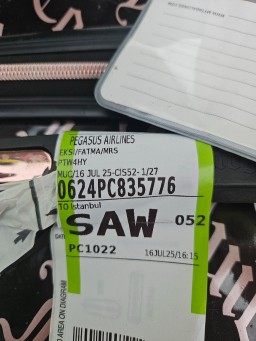 PEGASUS AIRLINES
EKSI/FATMA/MRS
PTW4HY
MUC/16 JUL 25-CIS52-1/27
0624PC835776
TO Istanbul
SAW 052
DATE
PC1022 16JUL25/16:15
D AREA ON DIAGRAM